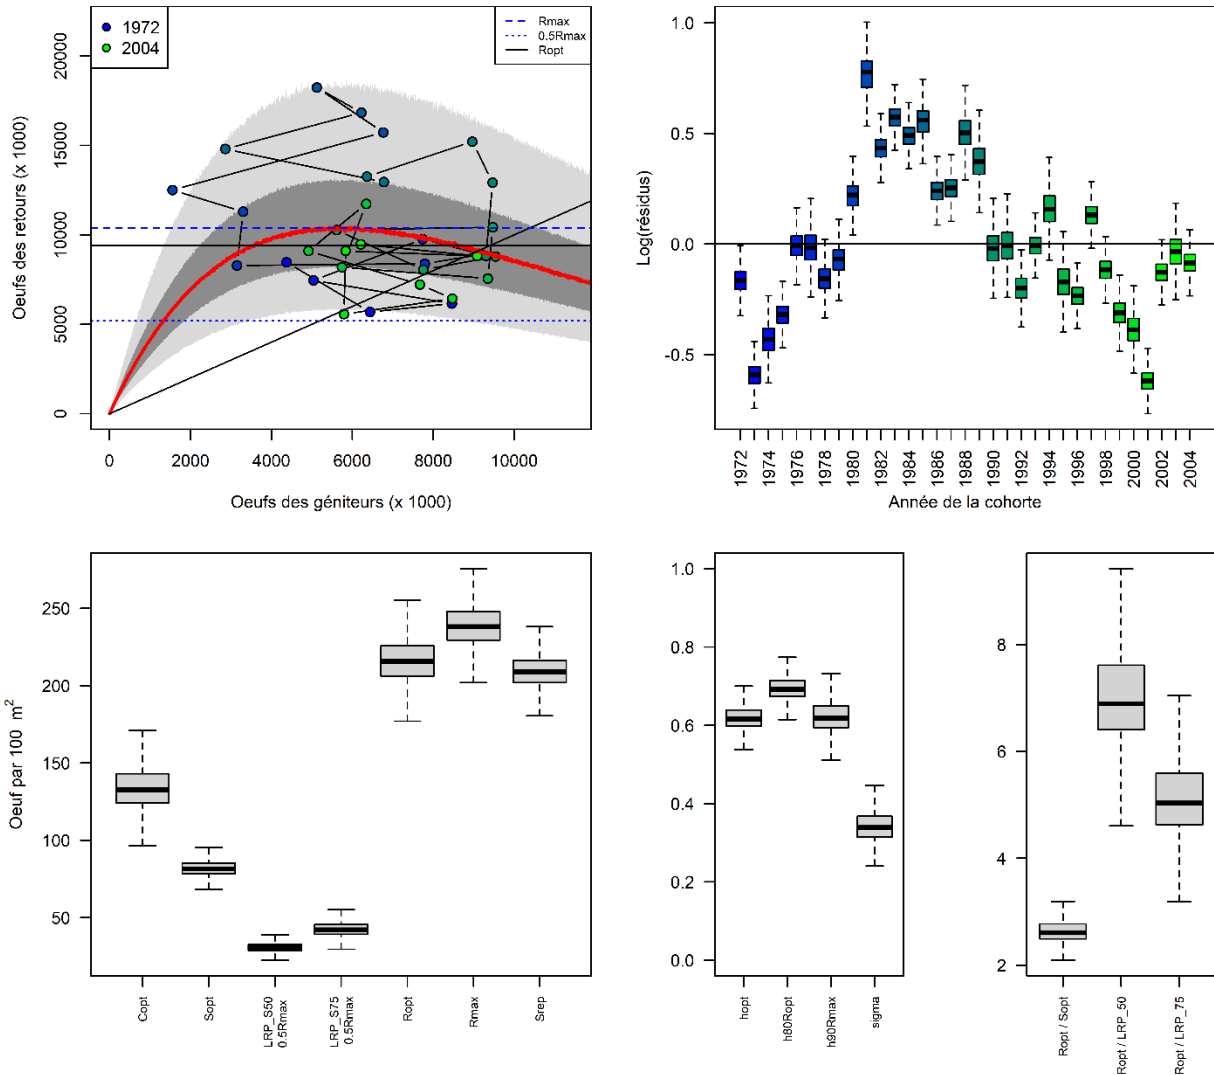 1972
2004
Rmax
0.5Rmax
Ropt
Oeufs des retours (x 1000)
20000
15000
10000
5000
0
0 2000 4000 6000 8000 10000
Oeufs des géniteurs (x 1000)
Log(résidus)
1.0
0.5
0.0
-0.5
1972 1974 1976 1978 1980 1982 1984 1986 1988 1990 1992 1994 1996 1998 2000 2002 2004
Année de la cohorte
Oeuf par 100 m²
250
200
150
100
50
Copt
Sopt
LRP_S50
0.5Rmax
LRP_S75
0.5Rmax
Ropt
Rmax
Srep
1.0
0.8
0.6
0.4
0.2
0.0
hopt
h80Ropt
h90Rmax
sigma
8
6
4
2
Ropt / Sopt
Ropt / LRP_50
Ropt / LRP_75